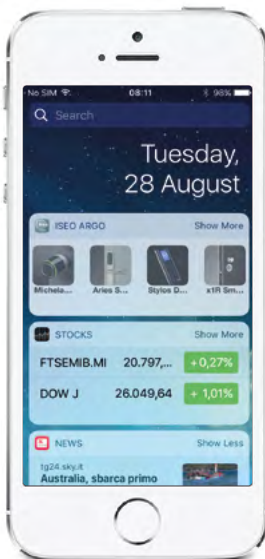 No SIM 08:11 98%
Search
Tuesday,
28 August
ISEO ARGO Show More
Michela... Aries S... Stylos D... x1R Sm...
STOCKS Show More
FTSEMIB.MI 20.797,... +0,27%
DOW J 26.049,64 + 1,01%
NEWS Show Less
tg24.sky.it
Australia, sbarca primo